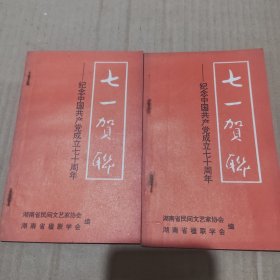 七一贺联
——纪念中国共产党成立七十周年
湖南省民间文艺家协会
湖南省楹联学会
编
七一贺联
——纪念中国共产党成立七十周年
湖南省民间文艺家协会
湖南省楹联学会
编